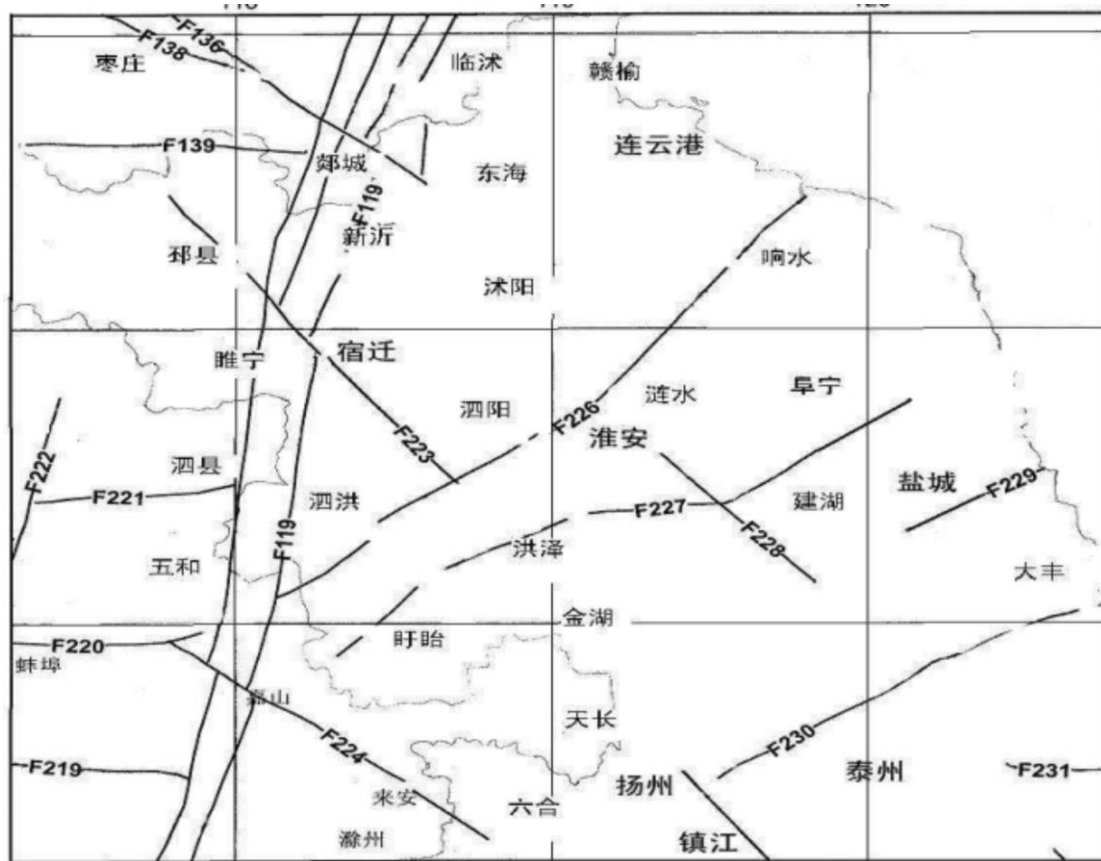 枣庄
F136
F138
临沭
赣榆
F139
郯城
连云港
东海
F119
新沂
邳县
响水
沭阳
睢宁
宿迁
泗阳
涟水
阜宁
F226
淮安
F223
F222
泗县
F221
泗洪
F227
建湖
盐城
F229
F119
洪泽
F228
五和
大丰
金湖
F220
盱眙
蚌埠
嘉山
天长
F224
F230
F219
扬州
泰州
F231
来安
六合
滁州
镇江